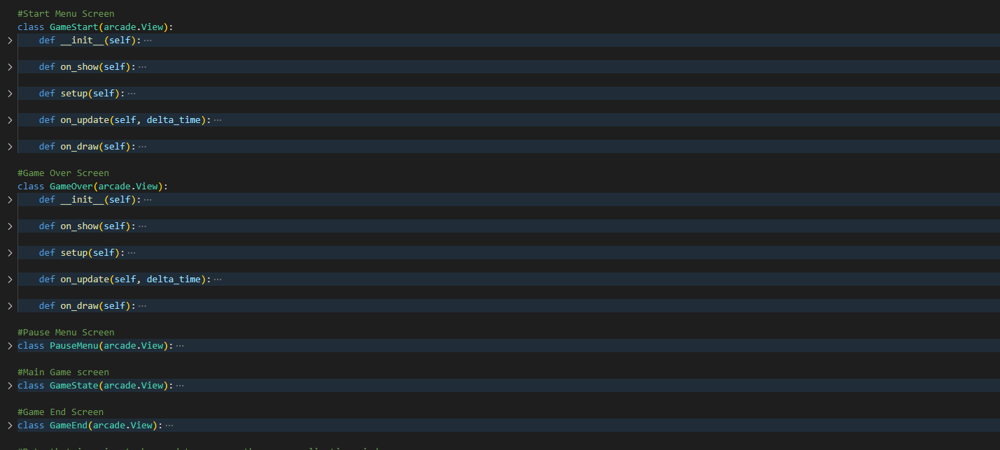 #Start Menu Screen
class GameStart(arcade.View):
def __init__(self):···
def on_show(self):···
def setup(self):···
def on_update(self, delta_time):···
def on_draw(self):···
#Game Over Screen
class GameOver(arcade.View):
def __init__(self):···
def on_show(self):···
def setup(self):···
def on_update(self, delta_time):···
def on_draw(self):···
#Pause Menu Screen
class PauseMenu(arcade.View):···
#Main Game screen
class GameState(arcade.View):···
#Game End Screen
class GameEnd(arcade.View):···